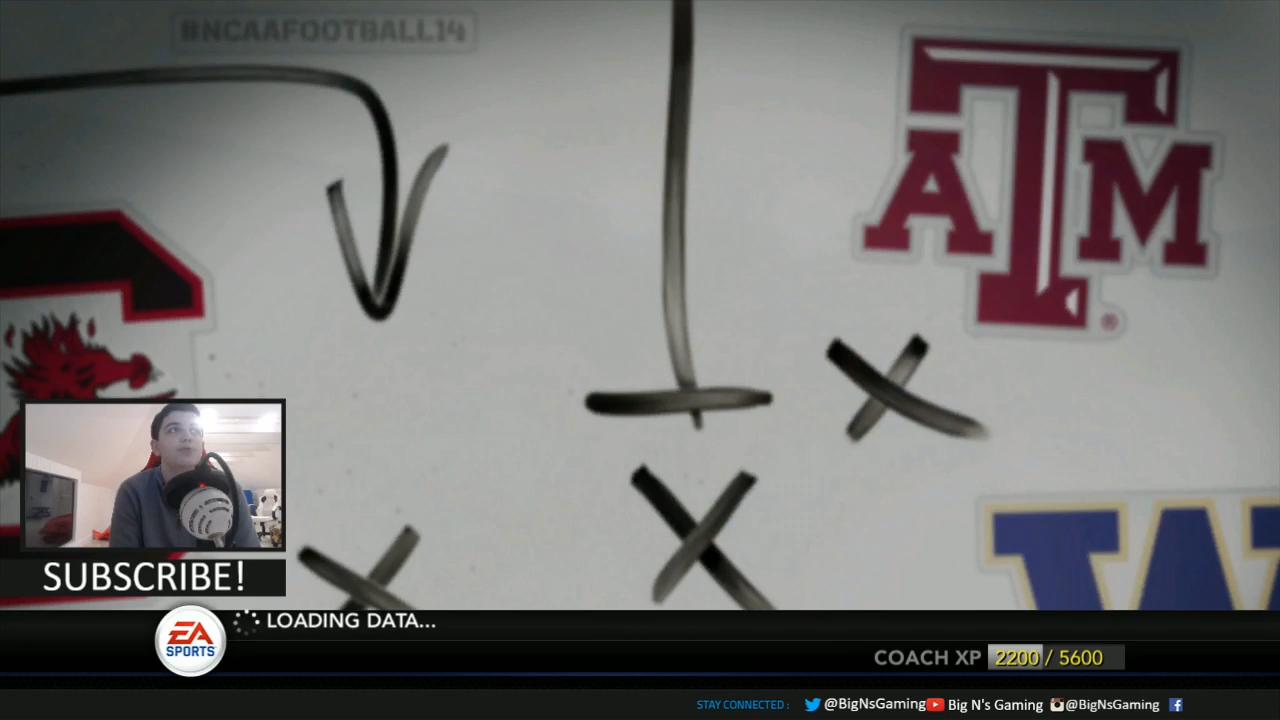 #NCAAFOOTBALL14
ATM
®
W
SUBSCRIBE!
EA
SPORTS
LOADING DATA...
COACH XP 2200 / 5600
STAY CONNECTED : @BigNsGaming Big N's Gaming @BigNsGaming